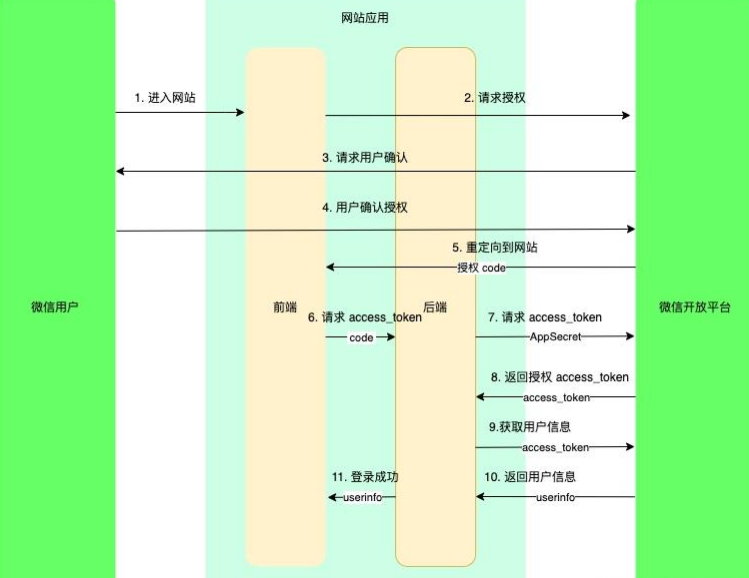 网站应用
1. 进入网站
2. 请求授权
3. 请求用户确认
4. 用户确认授权
5. 重定向到网站
授权 code
微信用户
前端
后端
微信开放平台
6. 请求 access_token
code
7. 请求 access_token
AppSecret
8. 返回授权 access_token
access_token
9.获取用户信息
access_token
11. 登录成功
userinfo
10. 返回用户信息
userinfo